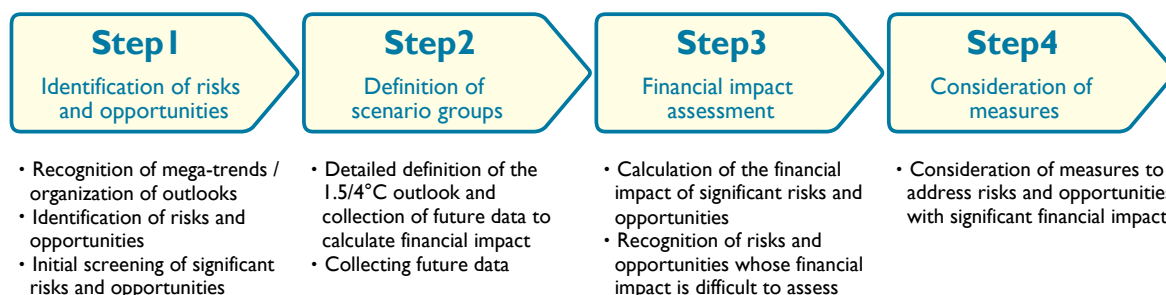 Step1
Identification of risks
and opportunities
・Recognition of mega-trends /
organization of outlooks
・Identification of risks and
opportunities
・Initial screening of significant
risks and opportunities
Step2
Definition of
scenario groups
・Detailed definition of the
1.5/4°C outlook and
collection of future data to
calculate financial impact
・Collecting future data
Step3
Financial impact
assessment
・Calculation of the financial
impact of significant risks and
opportunities
・Recognition of risks and
opportunities whose financial
impact is difficult to assess
Step4
Consideration of
measures
・Consideration of measures to
address risks and opportunities
with significant financial impact